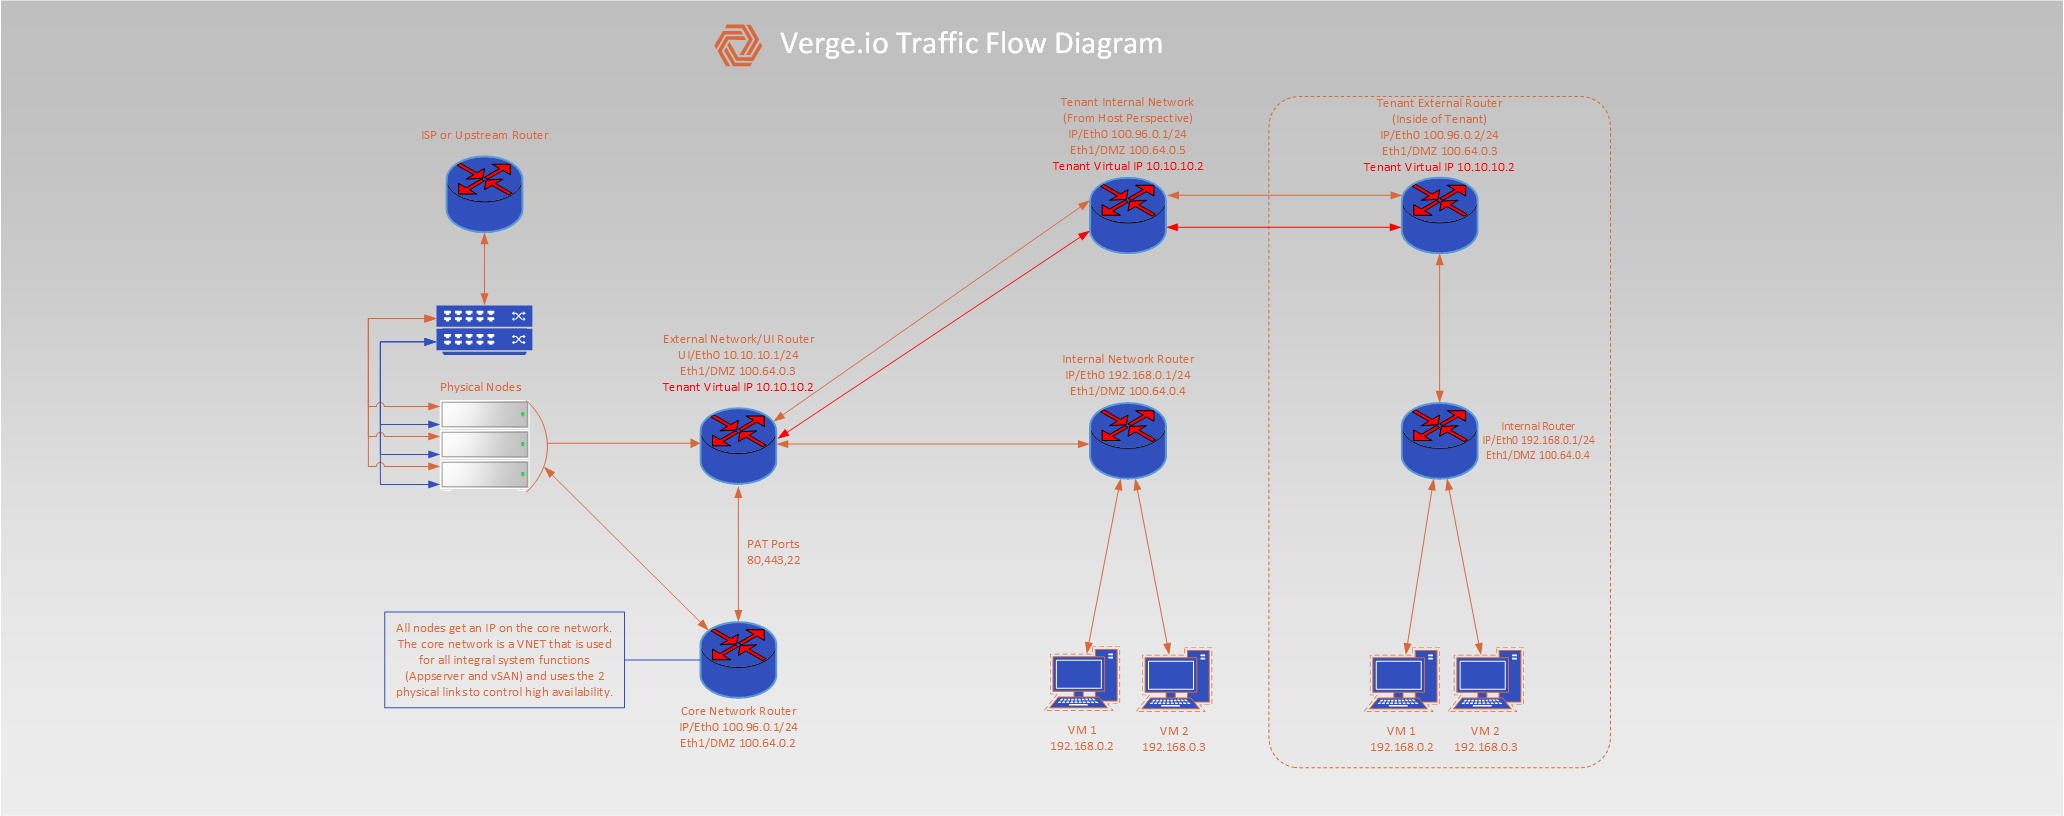 Verge.io Traffic Flow Diagram
ISP or Upstream Router
Tenant Internal Network
(From Host Perspective)
IP/Eth0 100.96.0.1/24
Eth1/DMZ 100.64.0.5
Tenant Virtual IP 10.10.10.2
Tenant External Router
(Inside of Tenant)
IP/Eth0 100.96.0.2/24
Eth1/DMZ 100.64.0.3
Tenant Virtual IP 10.10.10.2
External Network/UI Router
UI/Eth0 10.10.10.1/24
Eth1/DMZ 100.64.0.3
Tenant Virtual IP 10.10.10.2
Internal Network Router
IP/Eth0 192.168.0.1/24
Eth1/DMZ 100.64.0.4
Physical Nodes
Internal Router
IP/Eth0 192.168.0.1/24
Eth1/DMZ 100.64.0.4
PAT Ports
80,443,22
All nodes get an IP on the core network.
The core network is a VNET that is used
for all integral system functions
(Appserver and vSAN) and uses the 2
physical links to control high availability.
Core Network Router
IP/Eth0 100.96.0.1/24
Eth1/DMZ 100.64.0.2
VM 1
192.168.0.2
VM 2
192.168.0.3
VM 1
192.168.0.2
VM 2
192.168.0.3